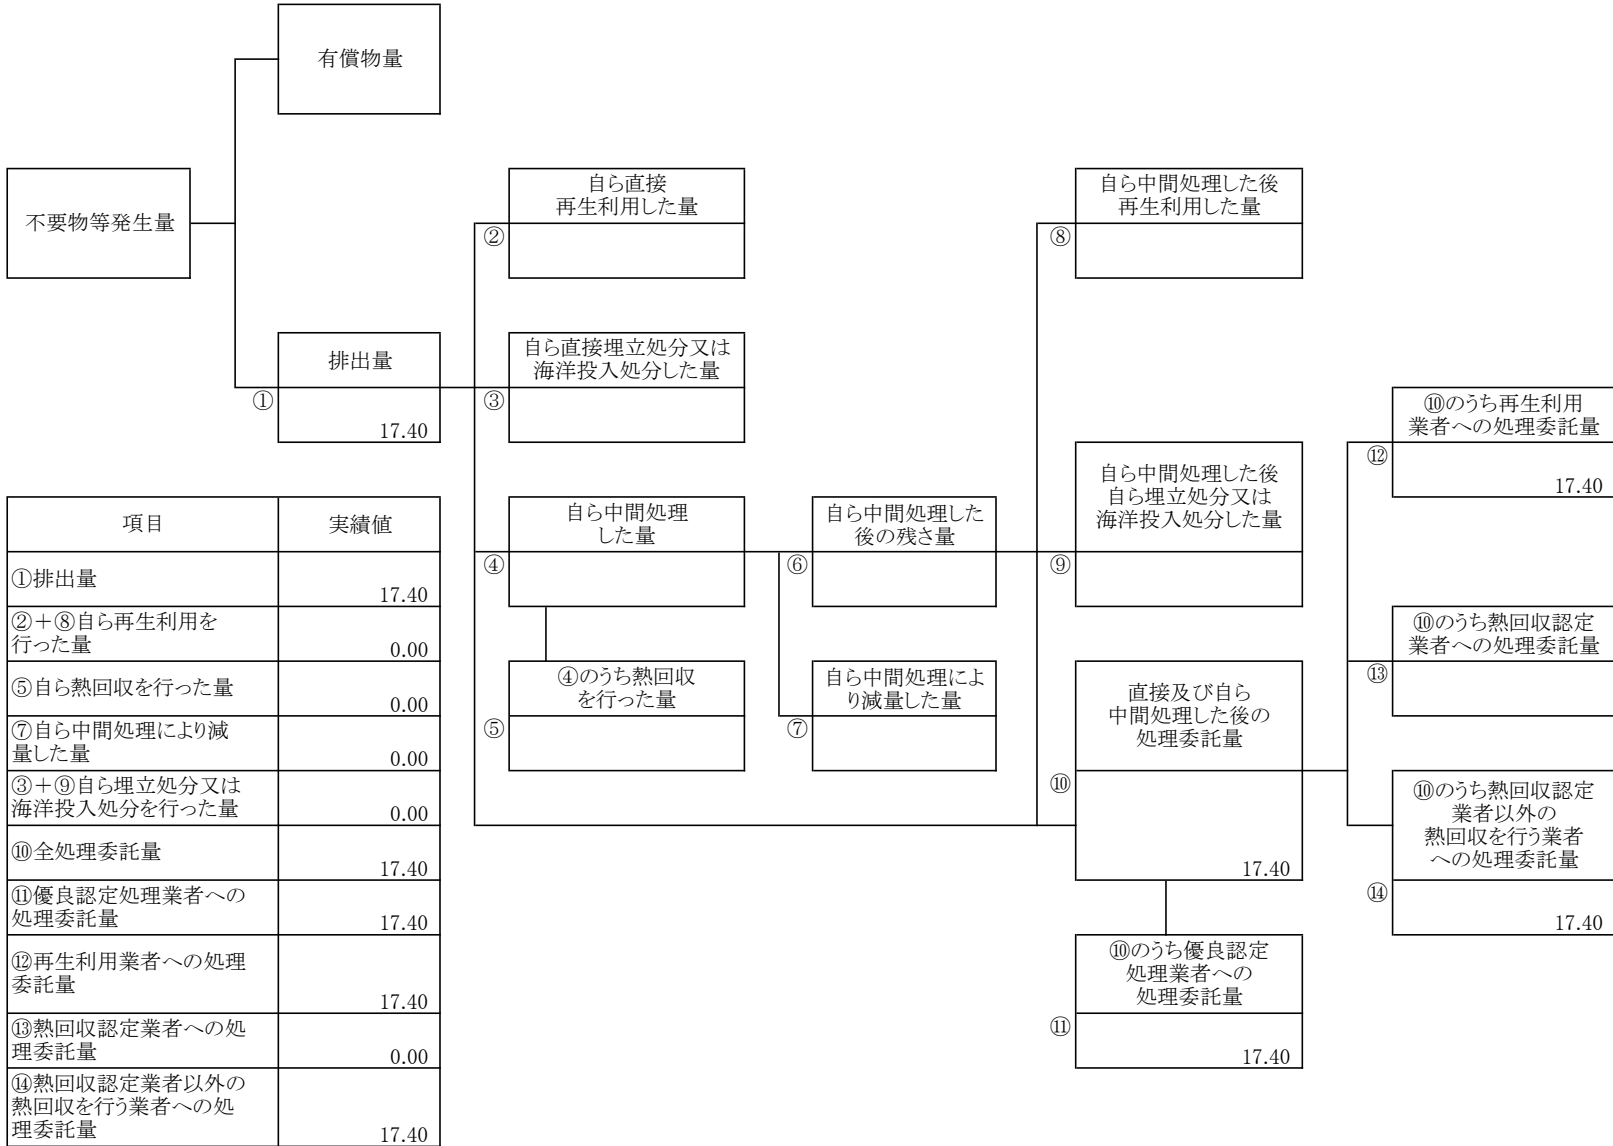 有償物量
不要物等発生量
自ら直接
再生利用した量
②
自ら中間処理した後
再生利用した量
⑧
排出量
①
17.40
自ら直接埋立処分又は
海洋投入処分した量
③
⑩のうち再生利用
業者への処理委託量
⑫
17.40
自ら中間処理
した量
④
自ら中間処理した
後の残さ量
⑥
自ら中間処理した後
自ら埋立処分又は
海洋投入処分した量
⑨
⑩のうち熱回収認定
業者への処理委託量
⑬
④のうち熱回収
を行った量
⑤
自ら中間処理によ
り減量した量
⑦
直接及び自ら
中間処理した後の
処理委託量
⑩
17.40
⑩のうち熱回収認定
業者以外の
熱回収を行う業者
への処理委託量
⑭
17.40
⑩のうち優良認定
処理業者への
処理委託量
⑪
17.40
項目 実績値
①排出量
17.40
②＋⑧自ら再生利用を
行った量
0.00
⑤自ら熱回収を行った量
0.00
⑦自ら中間処理により減
量した量
0.00
③＋⑨自ら埋立処分又は
海洋投入処分を行った量
0.00
⑩全処理委託量
17.40
⑪優良認定処理業者への
処理委託量
17.40
⑫再生利用業者への処理
委託量
17.40
⑬熱回収認定業者への処
理委託量
0.00
⑭熱回収認定業者以外の
熱回収を行う業者への処
理委託量
17.40